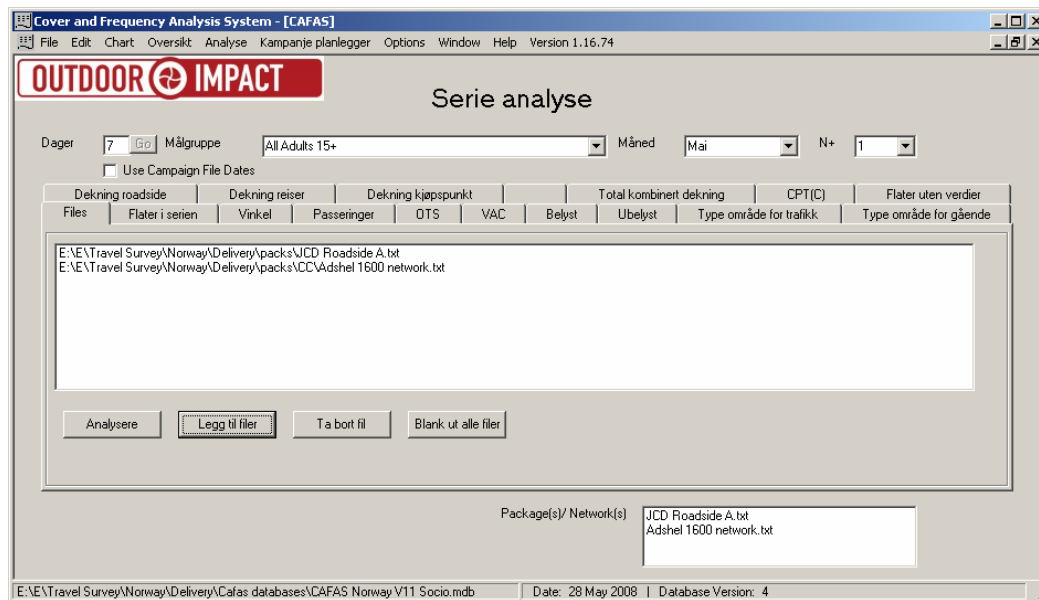 Cover and Frequency Analysis System - [CAFAS]
File Edit Chart Oversikt Analyse Kampanje planlegger Options Window Help Version 1.16.74
OUTDOOR IMPACT
Serie analyse
Dager 7 Go Målgruppe All Adults 15+ Måned Mai N+ 1
Use Campaign File Dates
Dekning roadside Dekning reiser Dekning kjøpspunkt Total kombinert dekning CPT(C) Flater uten verdier
Files Flater i serien Vinkel Passeringer OTS VAC Belyst Ubelyst Type område for trafikk Type område for gående
E:\E\Travel Survey\Norway\Delivery\packs\JCD Roadside A.txt
E:\E\Travel Survey\Norway\Delivery\packs\CC\Adshel 1600 network.txt
Analysere Legg til filer Ta bort fil Blank ut alle filer
Package(s)/ Network(s) JCD Roadside A.txt
Adshel 1600 network.txt
E:\E\Travel Survey\Norway\Delivery\Cafas databases\CAFAS Norway V11 Socio.mdb Date: 28 May 2008 | Database Version: 4